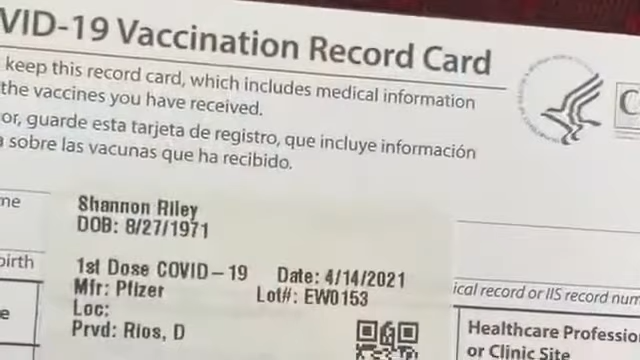 VID-19 Vaccination Record Card
keep this record card, which includes medical information
the vaccines you have received.
or, guarde esta tarjeta de registro, que incluye información
sobre las vacunas que ha recibido.
Shannon Riley
DOB: 8/27/1971
birth
1st Dose COVID-19 Date: 4/14/2021
Mfr: Pfizer Lot#: EW0153
ical record or IIS record num
Loc:
Prvd: Rios, D
Healthcare Professio
or Clinic Site